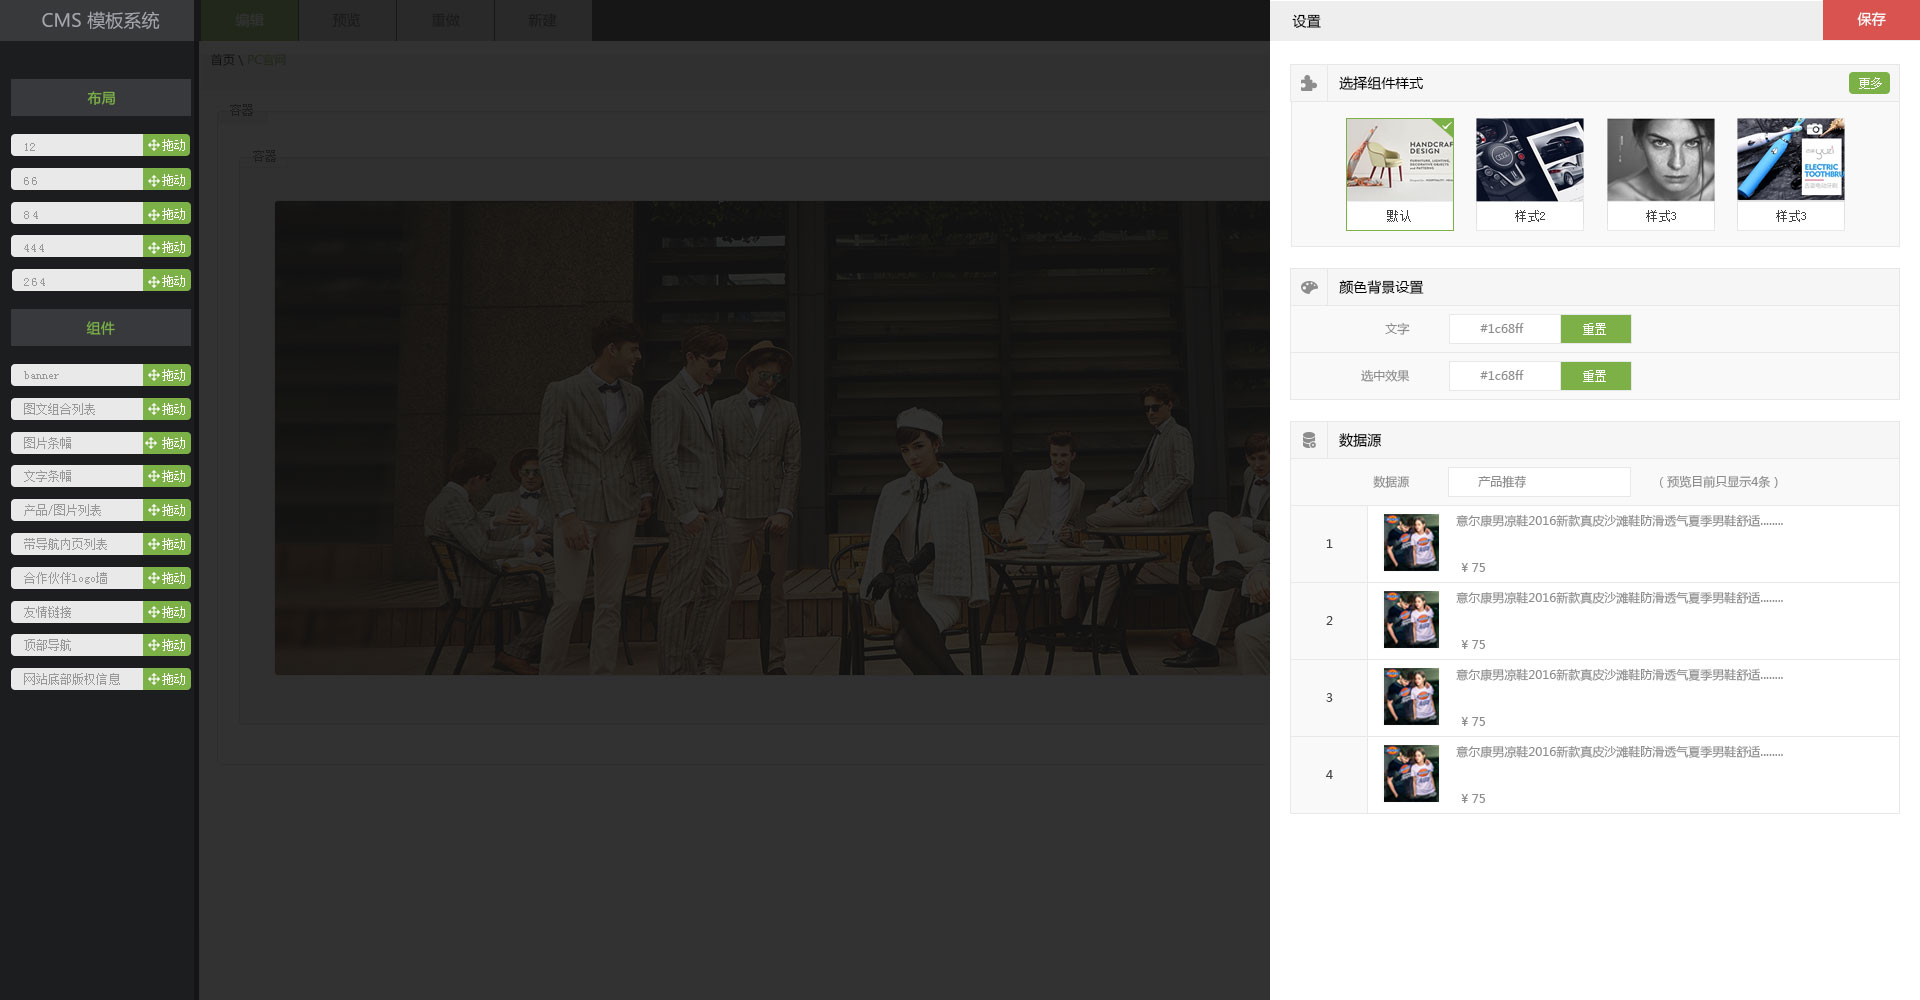 CMS 模板系统
编辑
预览
重做
新建
设置
保存
首页 \ PC官网
布局
12
拖动
66
拖动
84
拖动
444
拖动
264
拖动
组件
banner
拖动
图文组合列表
拖动
图片条幅
拖动
文字条幅
拖动
产品/图片列表
拖动
带导航内页列表
拖动
合作伙伴logo墙
拖动
友情链接
拖动
顶部导航
拖动
网站底部版权信息
拖动
容器
容器
选择组件样式
更多
HANDCRAF
DESIGN
FURNITURE, LIGHTING,
DECORATIVE OBJECTS
and PATTERNS
ELECTRIC
TOOTHBRU
默认
样式2
样式3
样式3
颜色背景设置
文字
#1c68ff
重置
选中效果
#1c68ff
重置
数据源
数据源
产品推荐
（ 预览目前只显示4条 ）
1
意尔康男凉鞋2016新款真皮沙滩鞋防滑透气夏季男鞋舒适........
¥ 75
2
意尔康男凉鞋2016新款真皮沙滩鞋防滑透气夏季男鞋舒适........
¥ 75
3
意尔康男凉鞋2016新款真皮沙滩鞋防滑透气夏季男鞋舒适........
¥ 75
4
意尔康男凉鞋2016新款真皮沙滩鞋防滑透气夏季男鞋舒适........
¥ 75